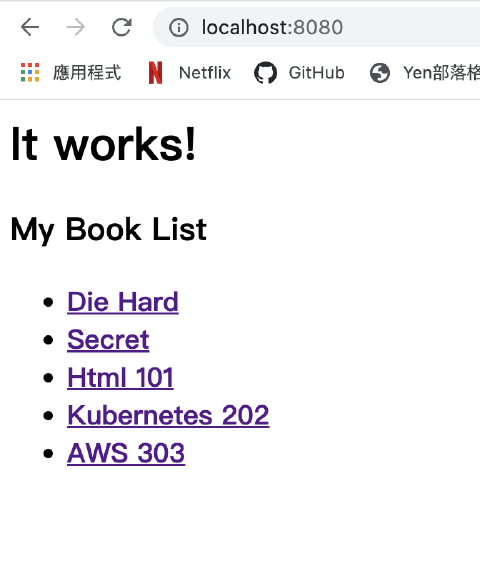 localhost:8080
應用程式 Netflix GitHub Yen部落格
It works!
My Book List
Die Hard
Secret
Html 101
Kubernetes 202
AWS 303